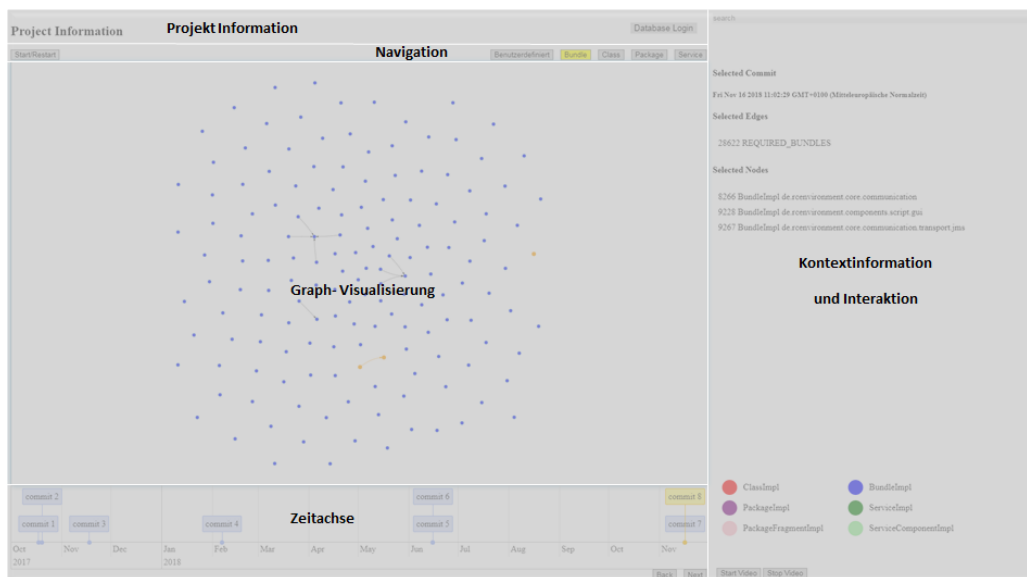 search
Project Information
Projekt Information
Database Login
Start/Restart
Navigation
Benutzerdefiniert
Bundle
Class
Package
Service
Selected Commit
Fri Nov 16 2018 11:02:29 GMT+0100 (Mitteleuropäische Normalzeit)
Selected Edges
28622 REQUIRED_BUNDLES
Selected Nodes
8266 BundleImpl de.rcenvironment.core.communication
9228 BundleImpl de.rcenvironment.components.script.gui
9267 BundleImpl de.rcenvironment.core.communication.transport.jms
Kontextinformation
und Interaktion
Graph- Visualisierung
ClassImpl
BundleImpl
PackageImpl
ServiceImpl
PackageFragmentImpl
ServiceComponentImpl
commit 2
commit 6
commit 8
commit 1
commit 3
commit 4
Zeitachse
commit 5
commit 7
Oct
Nov
Dec
Jan
Feb
Mar
Apr
May
Jun
Jul
Aug
Sep
Oct
Nov
2017
2018
Back
Next
Start Video
Stop Video